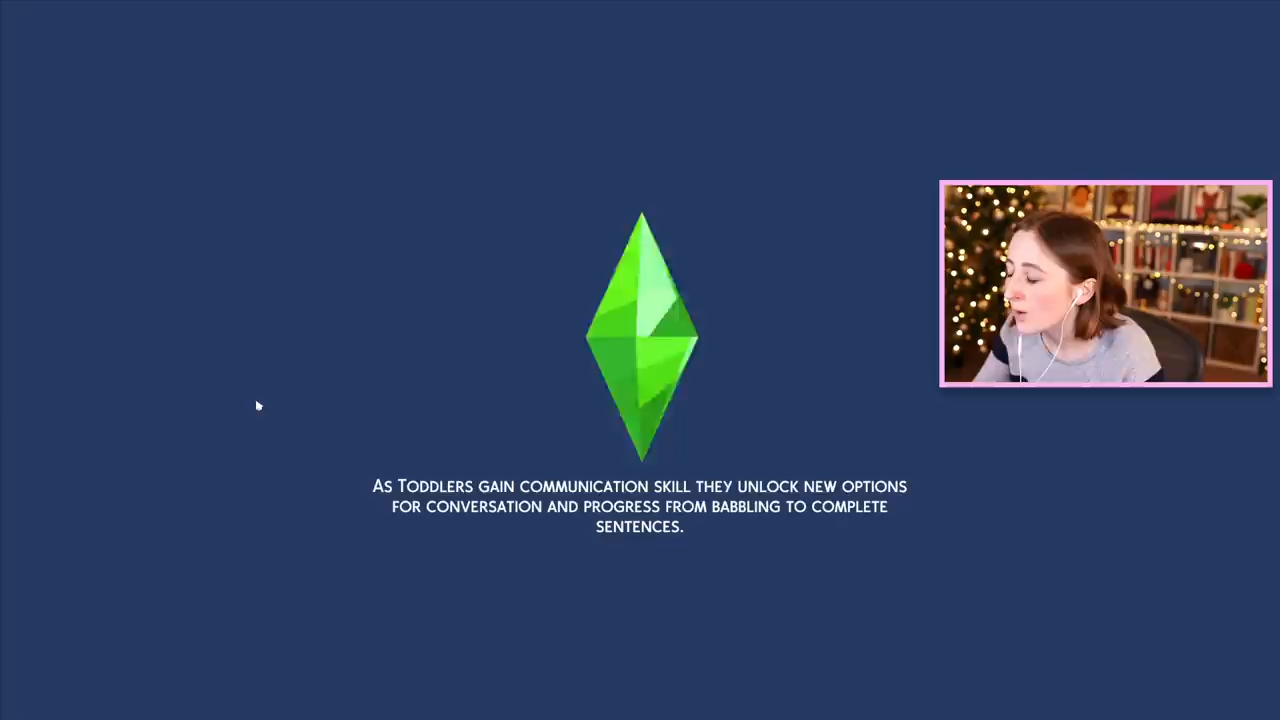 As Toddlers gain communication skill they unlock new options
for conversation and progress from babbling to complete
sentences.